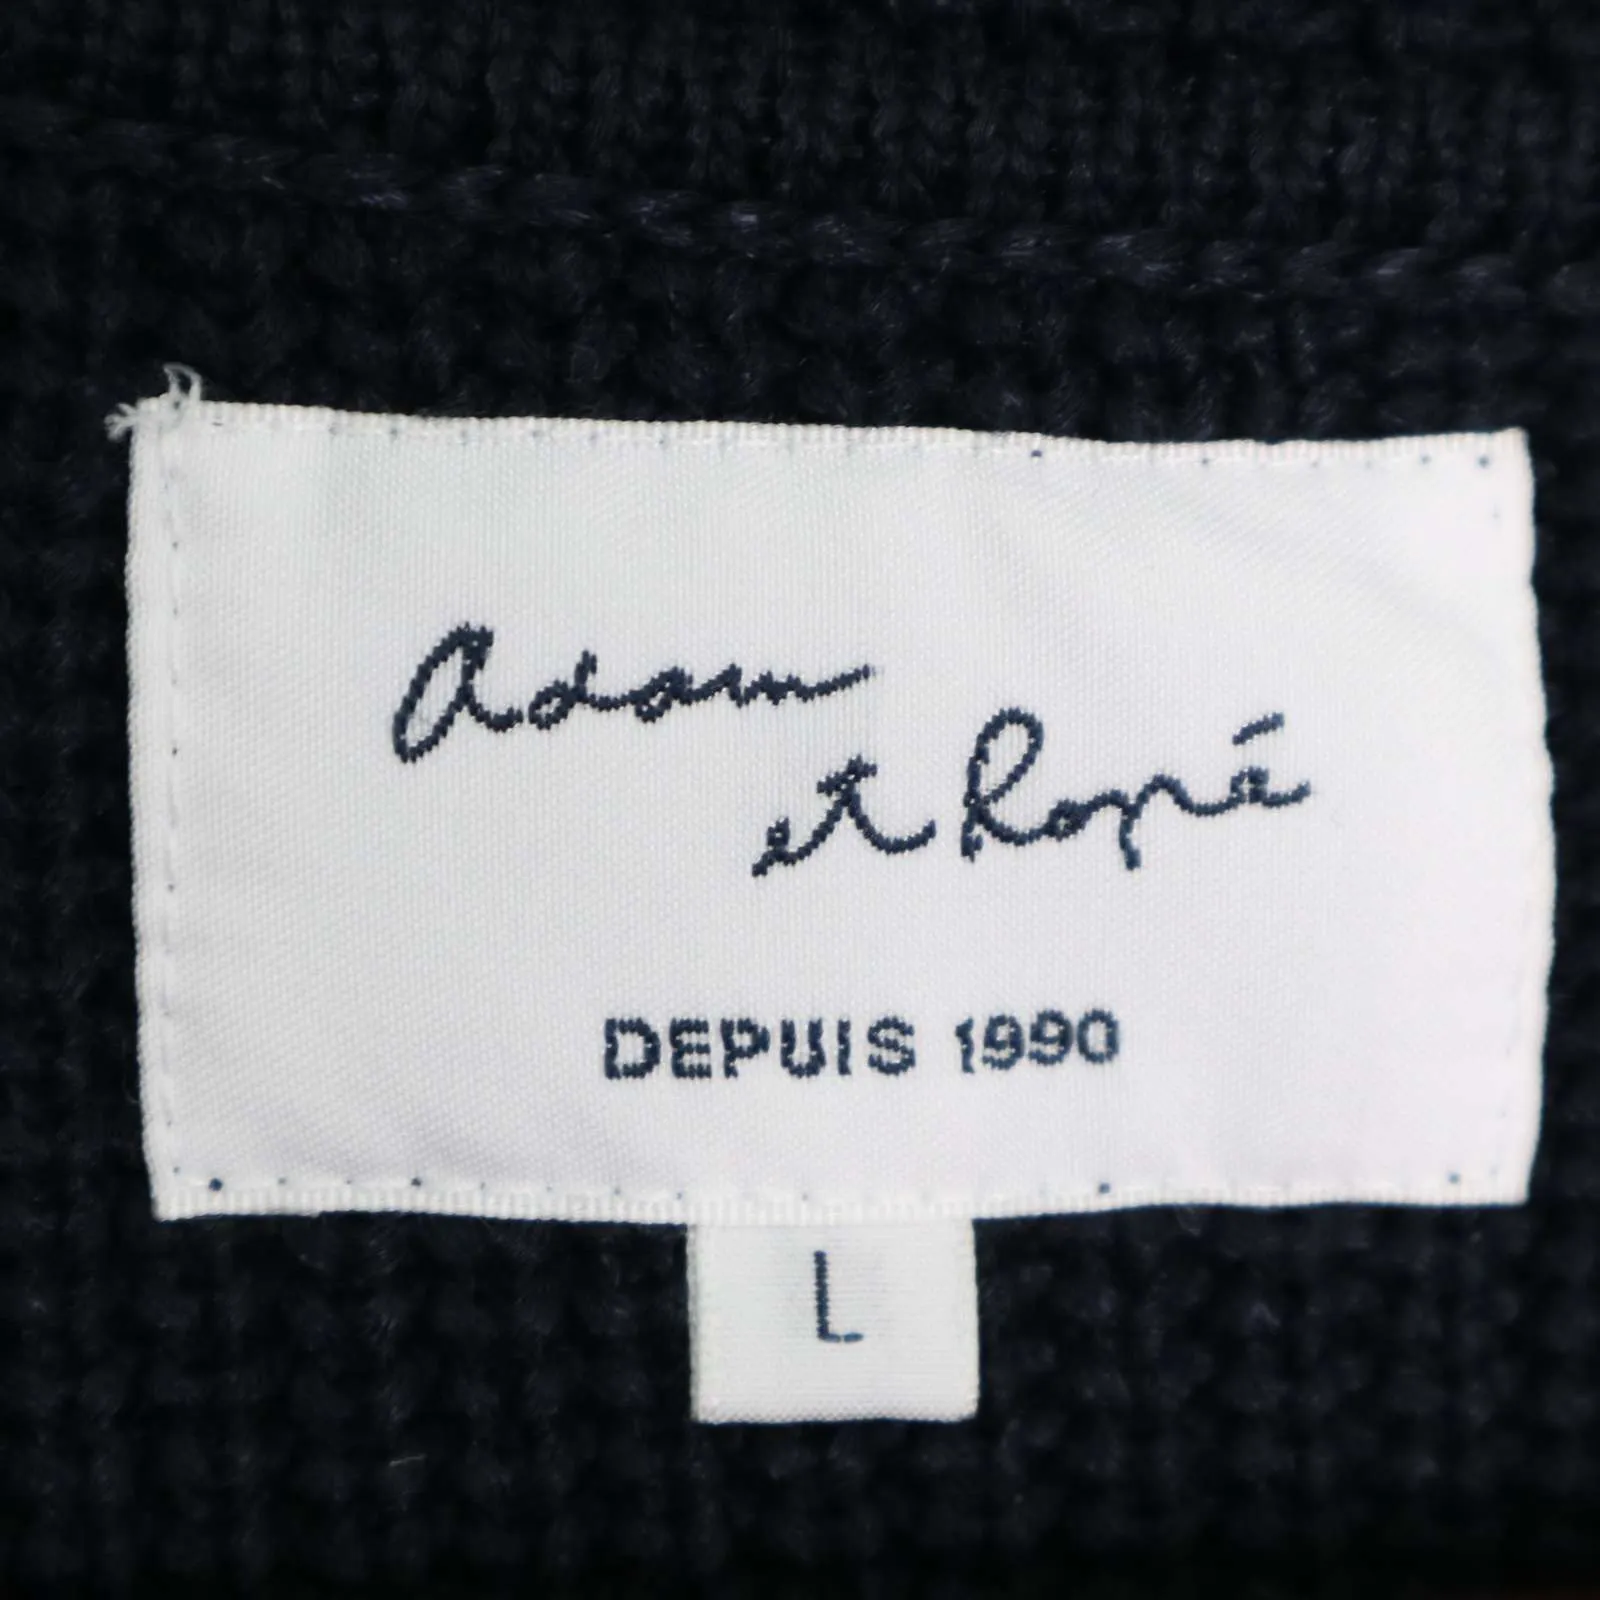 Adam
et Ropé
DEPUIS 1990
L